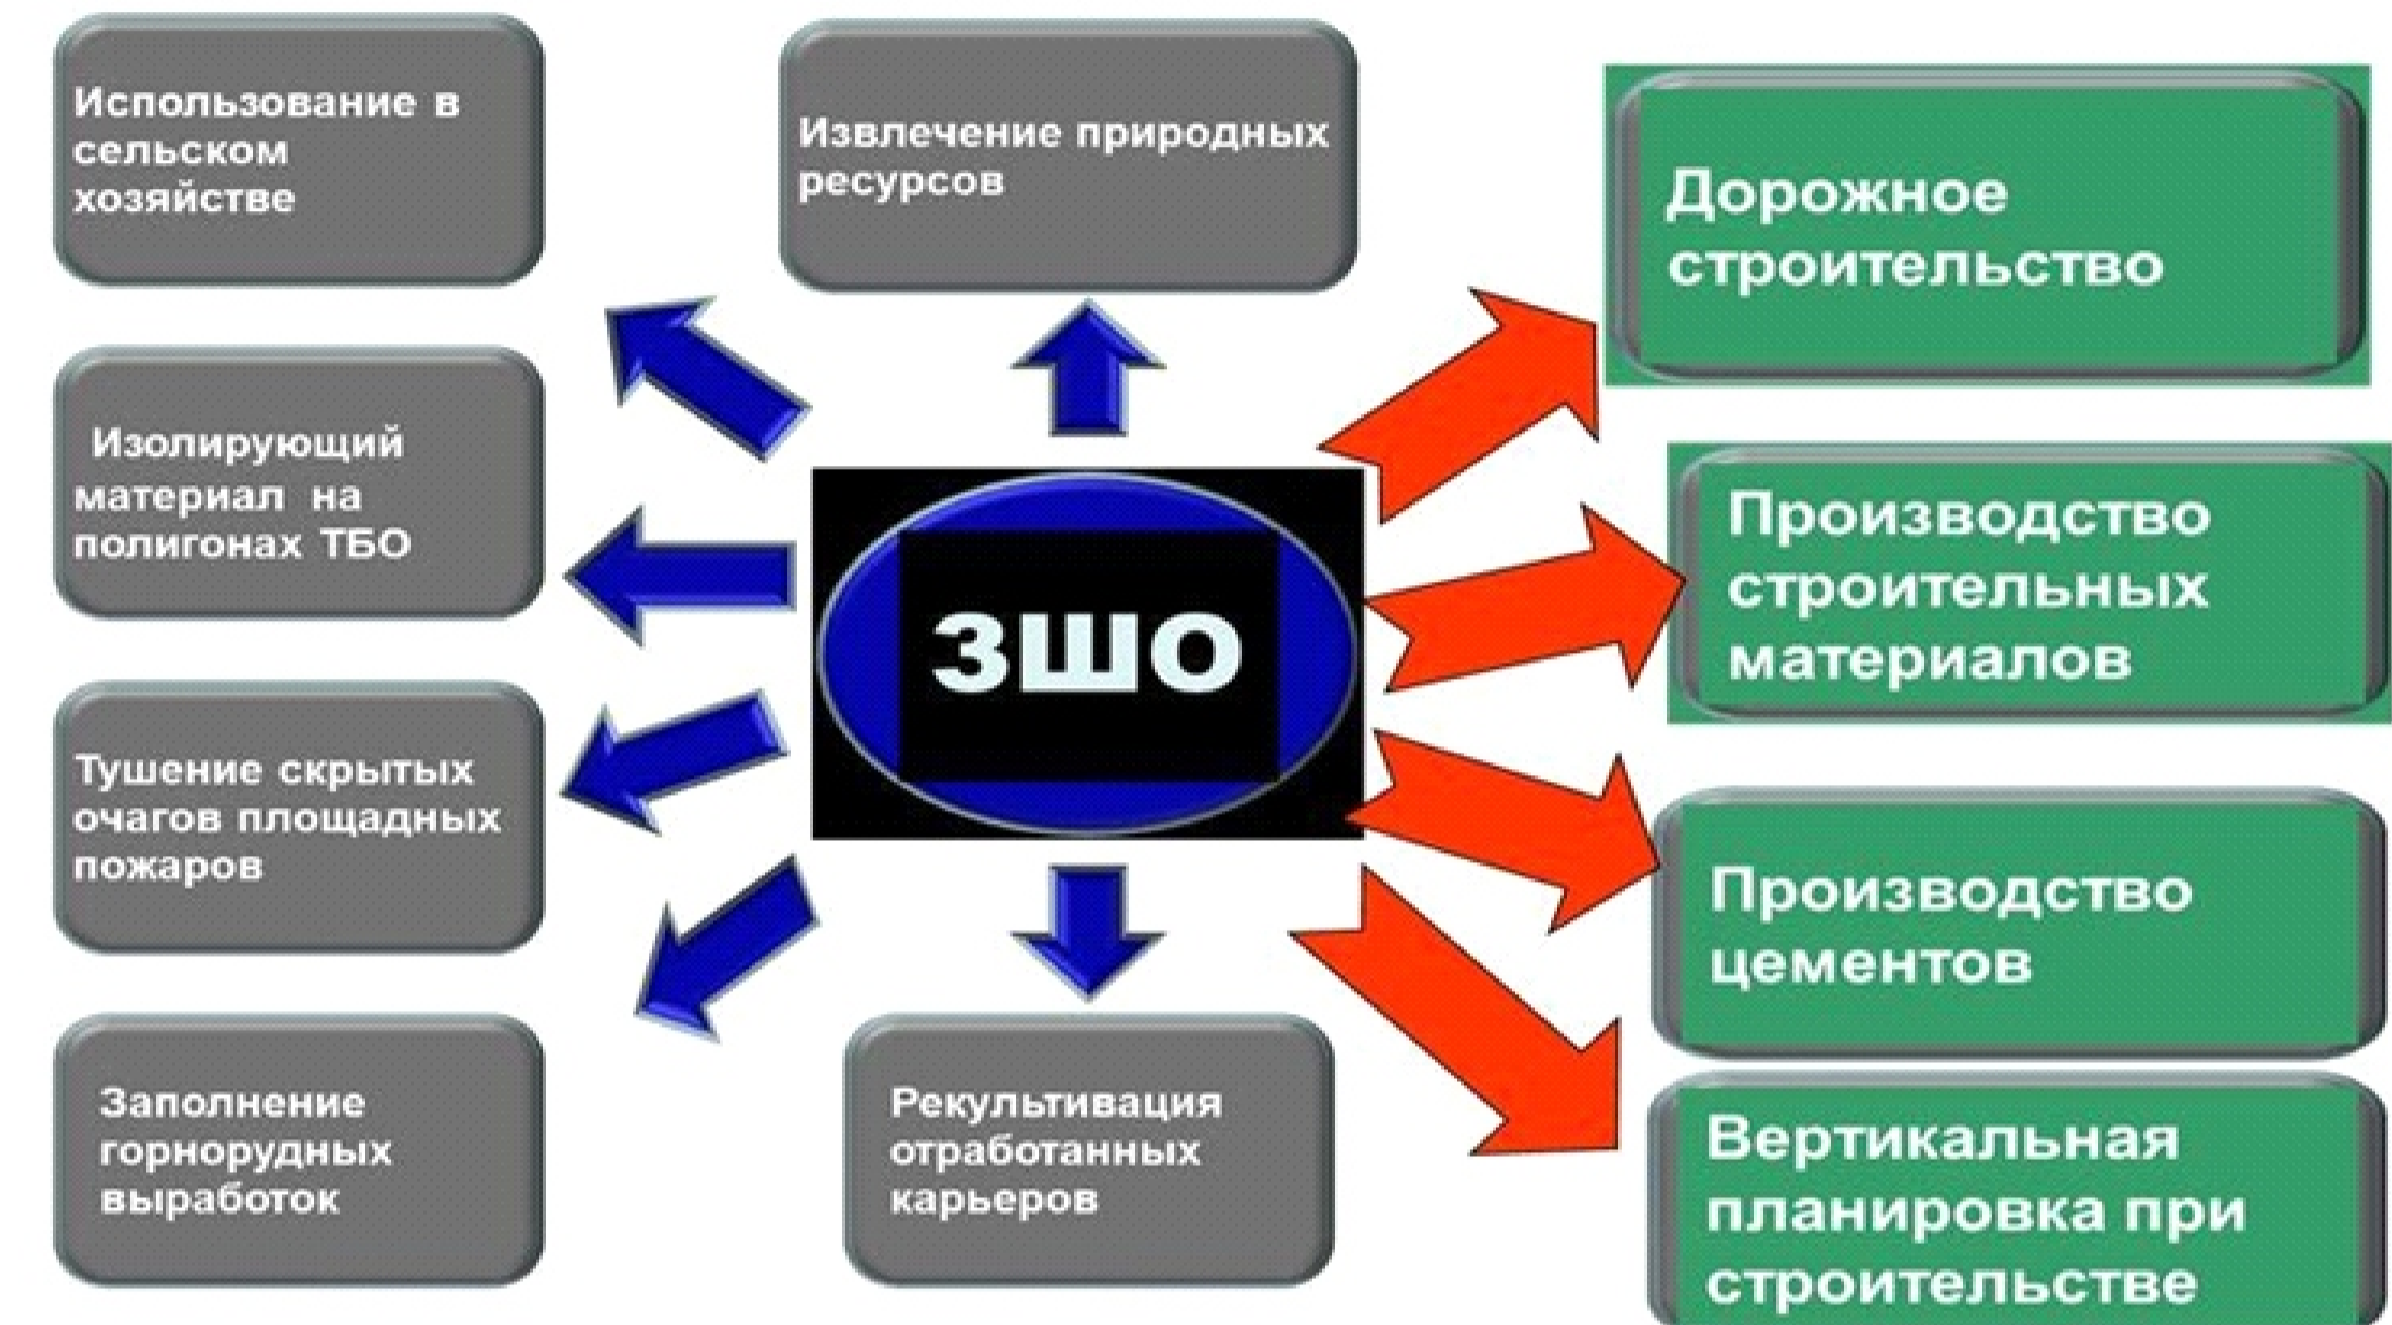 Использование в
сельском
хозяйстве
Извлечение природных
ресурсов
Дорожное
строительство
Изолирующий
материал на
полигонах ТБО
Производство
строительных
материалов
ЗШО
Тушение скрытых
очагов площадных
пожаров
Производство
цементов
Заполнение
горнорудных
выработок
Рекультивация
отработанных
карьеров
Вертикальная
планировка при
строительстве